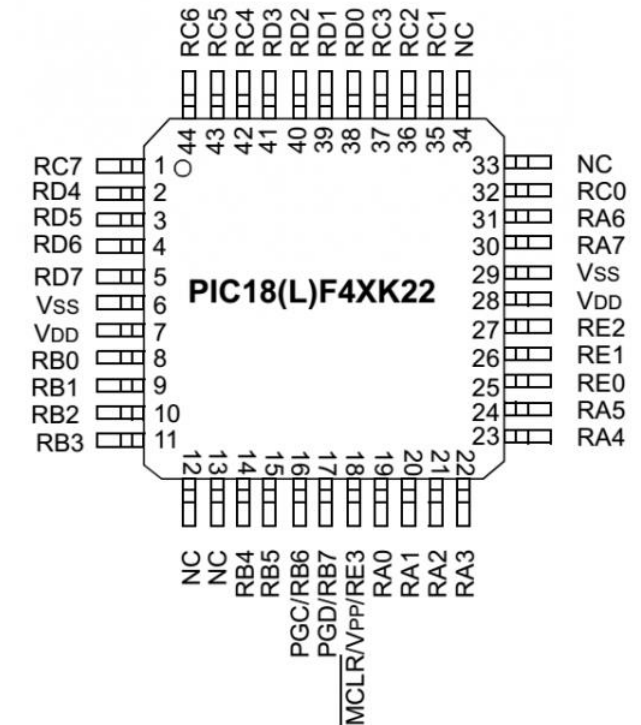 RC6 RC5 RC4 RD3 RD2 RD1 RD0 RC3 RC2 RC1 NC
44 43 42 41 40 39 38 37 36 35 34
RC7 1 33 NC
RD4 2 32 RC0
RD5 3 31 RA6
RD6 4 30 RA7
RD7 5 29 VSS
PIC18(L)F4XK22
VSS 6 28 VDD
VDD 7 27 RE2
RB0 8 26 RE1
RB1 9 25 RE0
RB2 10 24 RA5
RB3 11 23 RA4
12 13 14 15 16 17 18 19 20 21 22
NC NC RB4 RB5 PGC/RB6 PGD/RB7 MCLR/VPP/RE3 RA0 RA1 RA2 RA3